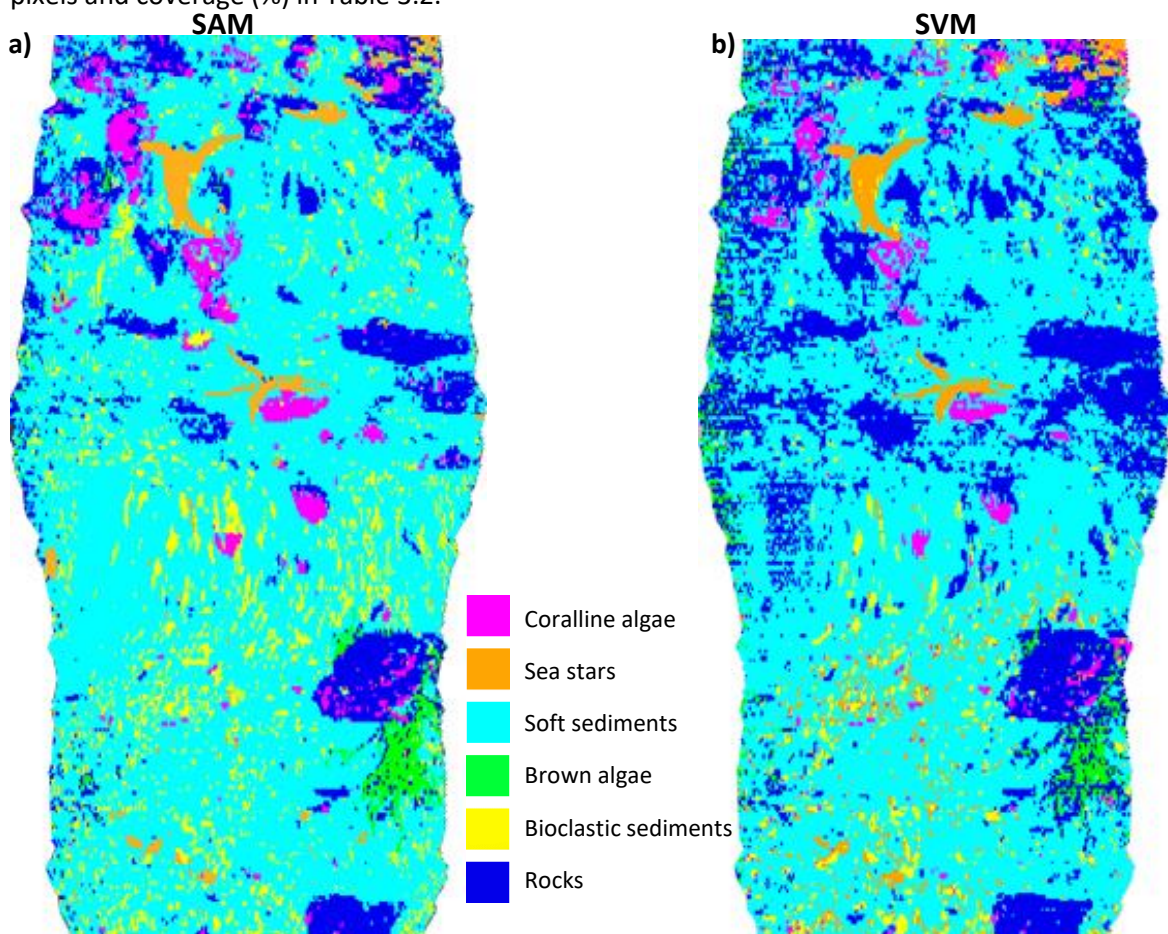 pixels and coverage (%) in Table 3.2.
SAM
SVM
a)
b)
Coralline algae
Sea stars
Soft sediments
Brown algae
Bioclastic sediments
Rocks